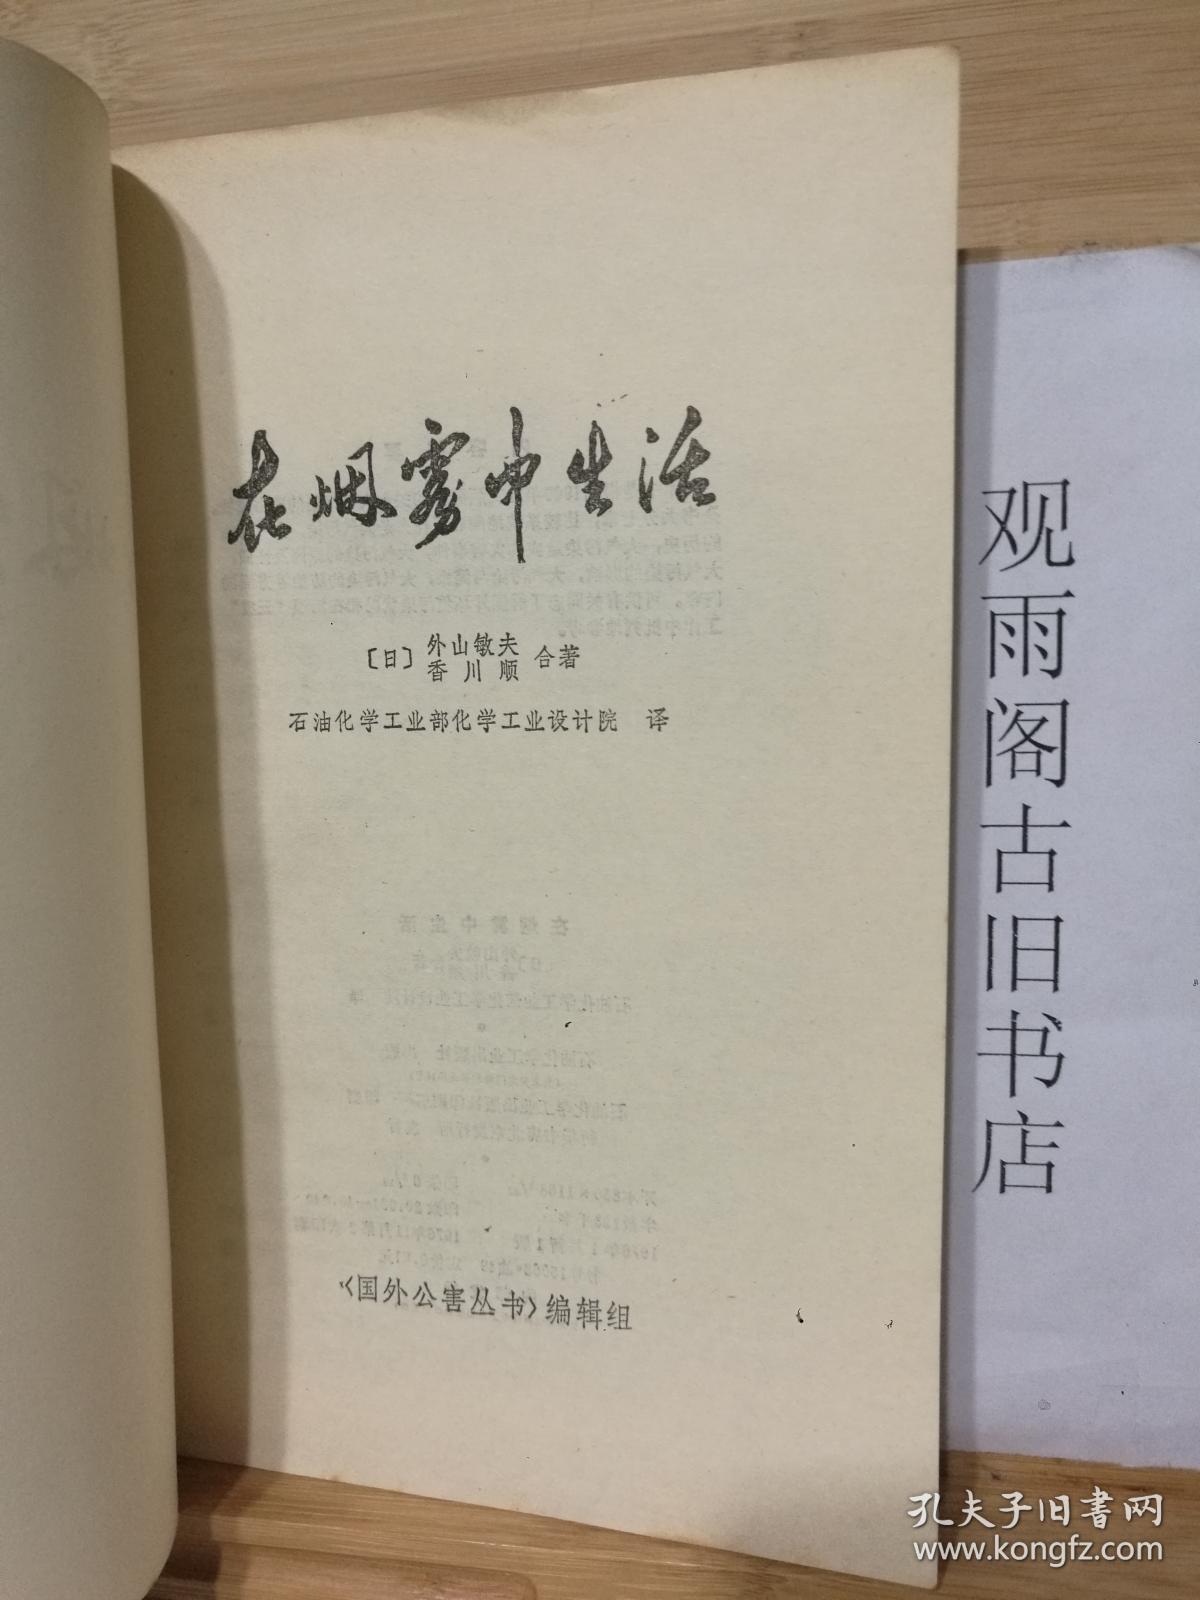 在烟雾中生活
〔日〕外山敏夫 香川顺 合著
石油化学工业部化学工业设计院 译
《国外公害丛书》编辑组
观雨阁古旧书店
孔夫子旧书网
www.kongfz.com